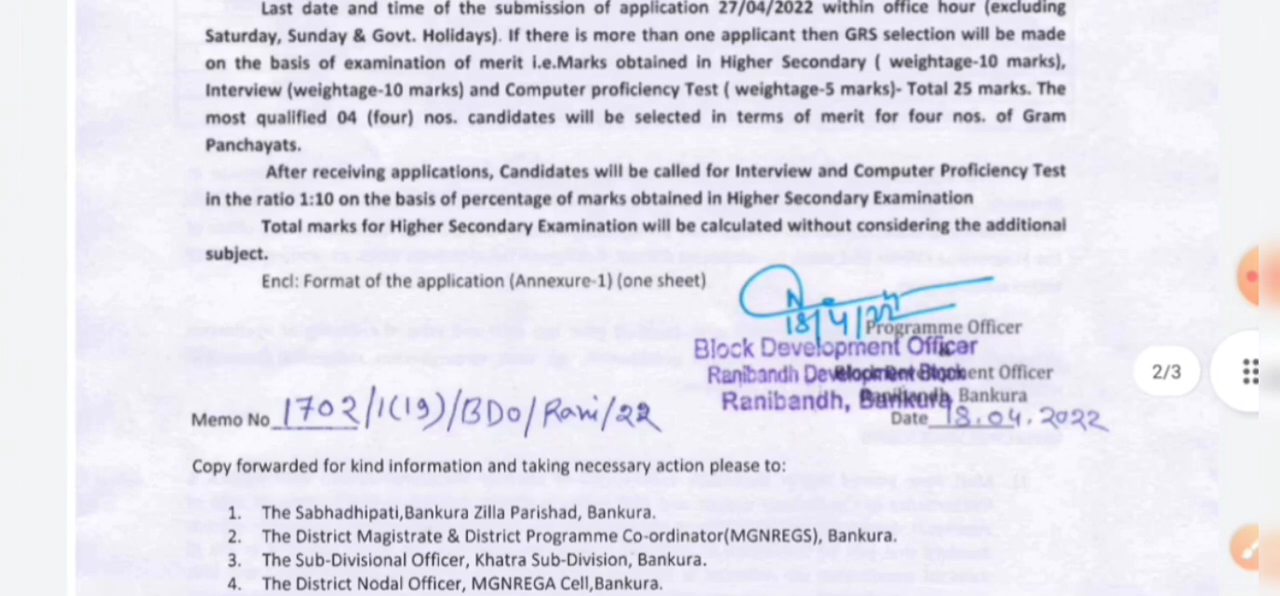 Last date and time of the submission of application 27/04/2022 within office hour (excluding
Saturday, Sunday & Govt. Holidays). If there is more than one applicant then GRS selection will be made
on the basis of examination of merit i.e.Marks obtained in Higher Secondary ( weightage-10 marks),
Interview (weightage-10 marks) and Computer proficiency Test ( weightage-5 marks)- Total 25 marks. The
most qualified 04 (four) nos. candidates will be selected in terms of merit for four nos. of Gram
Panchayats.
After receiving applications, Candidates will be called for Interview and Computer Proficiency Test
in the ratio 1:10 on the basis of percentage of marks obtained in Higher Secondary Examination
Total marks for Higher Secondary Examination will be calculated without considering the additional
subject.
Encl: Format of the application (Annexure-1) (one sheet)
18/4/22
Programme Officer
Block Development Officer
Ranibandh Development Block
Officer
Ranibandh, Bankura
Bankura
2/3
Memo No 1702/1(19)/BDO/Rani/22
Date 18.04.2022
Copy forwarded for kind information and taking necessary action please to:
1. The Sabhadhipati,Bankura Zilla Parishad, Bankura.
2. The District Magistrate & District Programme Co-ordinator(MGNREGS), Bankura.
3. The Sub-Divisional Officer, Khatra Sub-Division, Bankura.
4. The District Nodal Officer, MGNREGA Cell,Bankura.